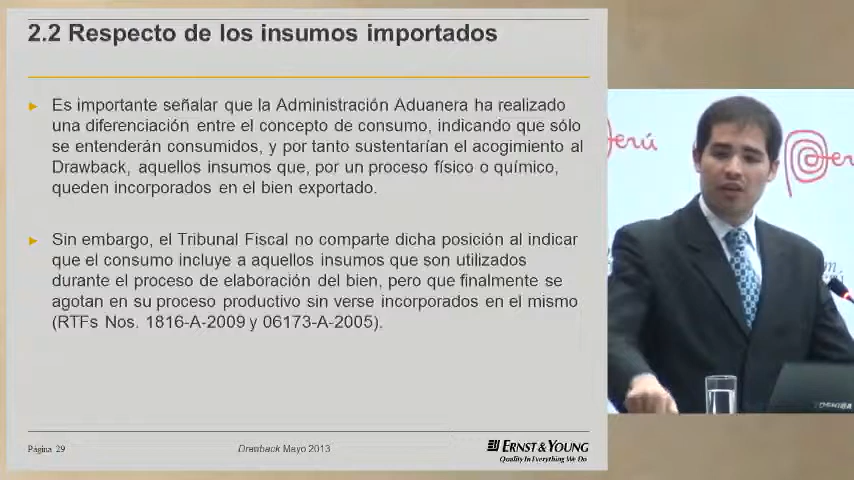 2.2 Respecto de los insumos importados
Es importante señalar que la Administración Aduanera ha realizado
una diferenciación entre el concepto de consumo, indicando que sólo
se entenderán consumidos, y por tanto sustentarían el acogimiento al
Drawback, aquellos insumos que, por un proceso físico o químico,
queden incorporados en el bien exportado.
Sin embargo, el Tribunal Fiscal no comparte dicha posición al indicar
que el consumo incluye a aquellos insumos que son utilizados
durante el proceso de elaboración del bien, pero que finalmente se
agotan en su proceso productivo sin verse incorporados en el mismo
(RTFs Nos. 1816-A-2009 y 06173-A-2005).
Página 29
Drawback Mayo 2013
ERNST & YOUNG
Quality In Everything We Do
Perú
TOSHIBA